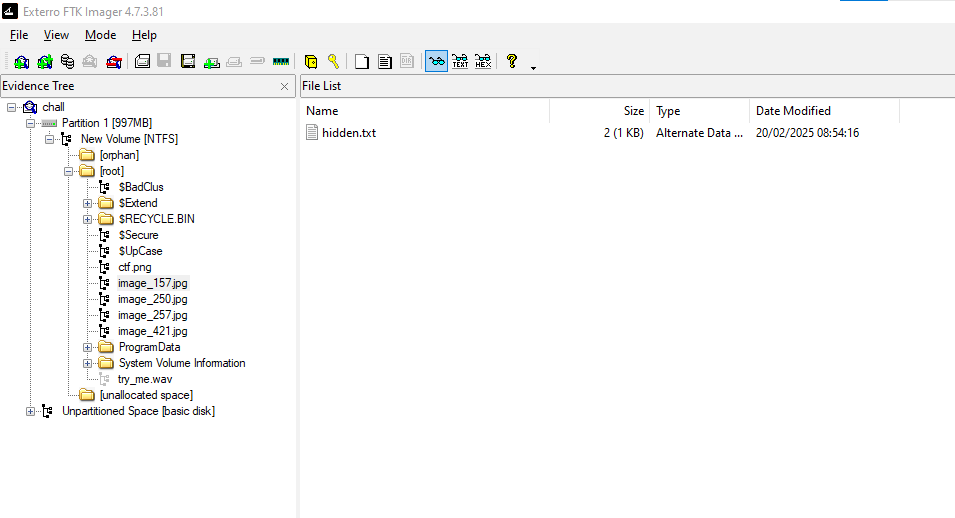 Exterro FTK Imager 4.7.3.81
File View Mode Help
TEXT HEX
Evidence Tree
File List
chall
Partition 1 [997MB]
New Volume [NTFS]
[orphan]
[root]
$BadClus
$Extend
$RECYCLE.BIN
$Secure
$UpCase
ctf.png
image_157.jpg
image_250.jpg
image_257.jpg
image_421.jpg
ProgramData
System Volume Information
try_me.wav
[unallocated space]
Unpartitioned Space [basic disk]
Name Size Type Date Modified
hidden.txt 2 (1 KB) Alternate Data ... 20/02/2025 08:54:16